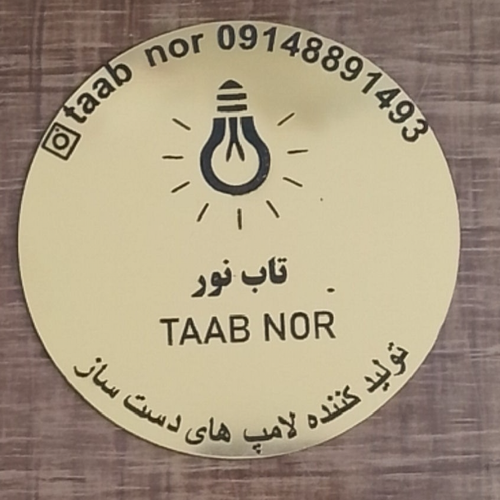 taab nor 09148891493
تاب نور
TAAB NOR
تولید کننده لامپ های دست ساز